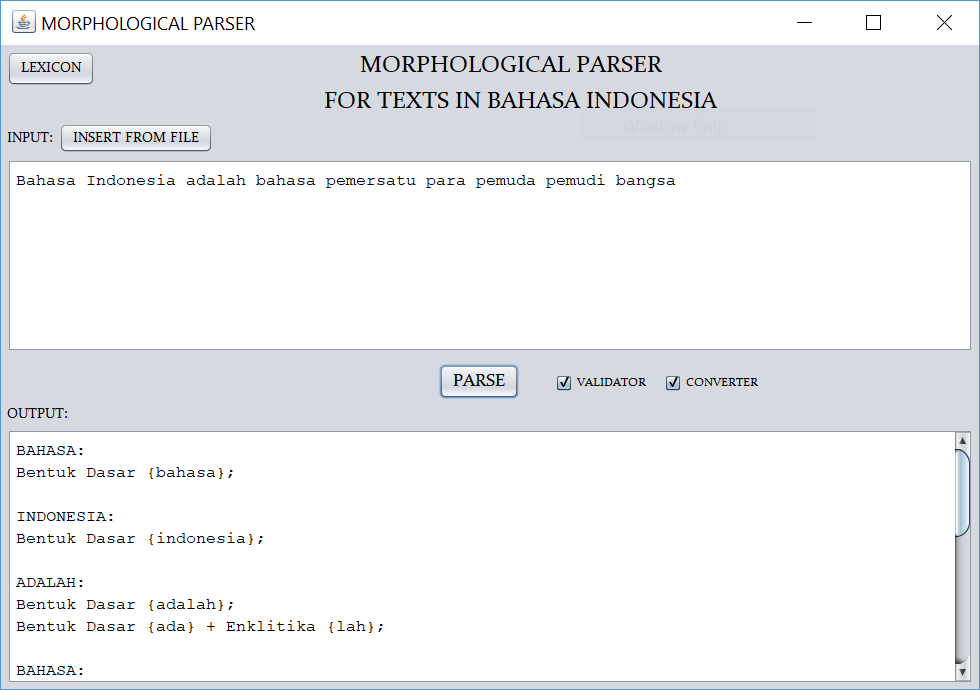 MORPHOLOGICAL PARSER
LEXICON
MORPHOLOGICAL PARSER
FOR TEXTS IN BAHASA INDONESIA
Window Snip
INPUT:
INSERT FROM FILE
Bahasa Indonesia adalah bahasa pemersatu para pemuda pemudi bangsa
PARSE
VALIDATOR
CONVERTER
OUTPUT:
BAHASA:
Bentuk Dasar {bahasa};
INDONESIA:
Bentuk Dasar {indonesia};
ADALAH:
Bentuk Dasar {adalah};
Bentuk Dasar {ada} + Enklitika {lah};
BAHASA: